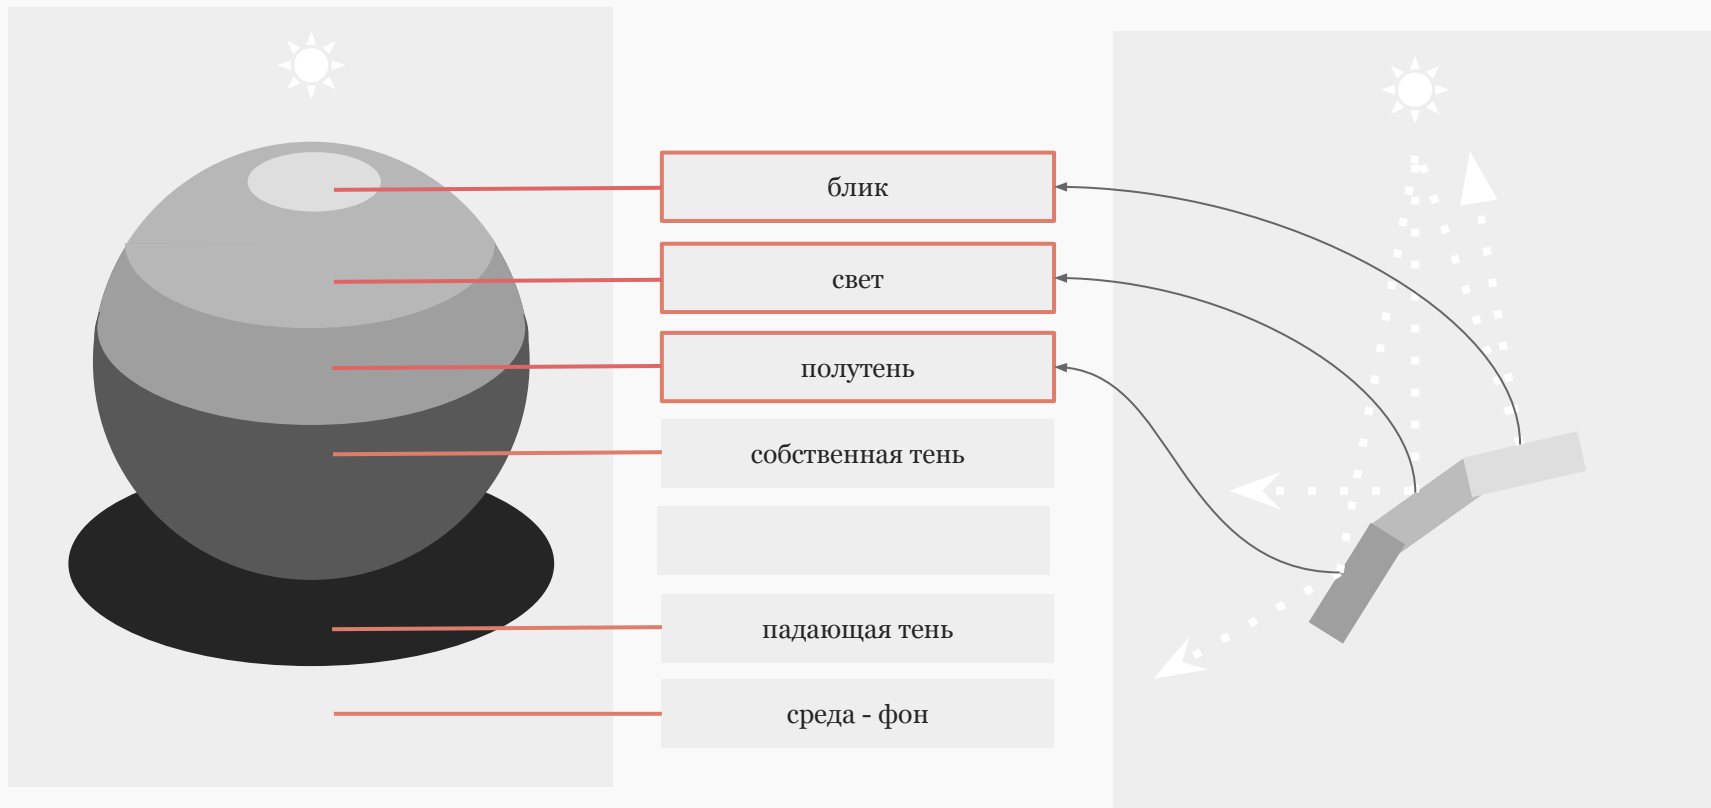 блик
свет
полутень
собственная тень
падающая тень
среда - фон